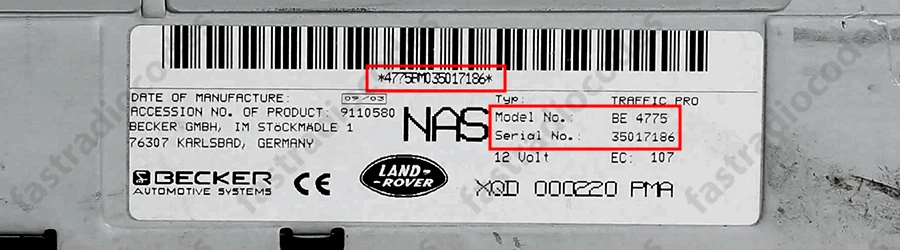 *4775BM035017186*
DATE OF MANUFACTURE: 09/03
ACCESSION NO. OF PRODUCT: 9110580
BECKER GMBH, IM STöCKMADLE 1
76307 KARLSBAD, GERMANY
NAS
Typ: TRAFFIC PRO
Model No.: BE 4775
Serial No.: 35017186
12 Volt EC: 107
BECKER
AUTOMOTIVE SYSTEMS
CE
LAND-
ROVER
XQD 000220 PMA
fastradiocodes